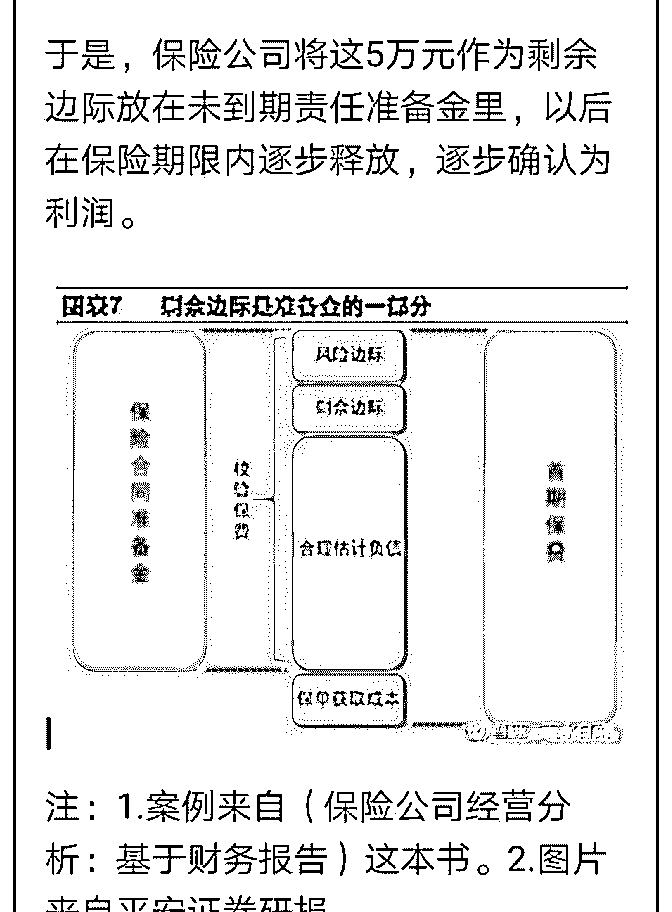 于是，保险公司将这5万元作为剩余
边际放在未到期责任准备金里，以后
在保险期限内逐步释放，逐步确认为
利润。
图表7 剩余边际是准备金的一部分
风险边际
剩余边际
保险合同准备金
合理估计负债
首期保费
保单获取成本
注：1.案例来自（保险公司经营分
析：基于财务报告）这本书。2.图片
来自平安证券研报